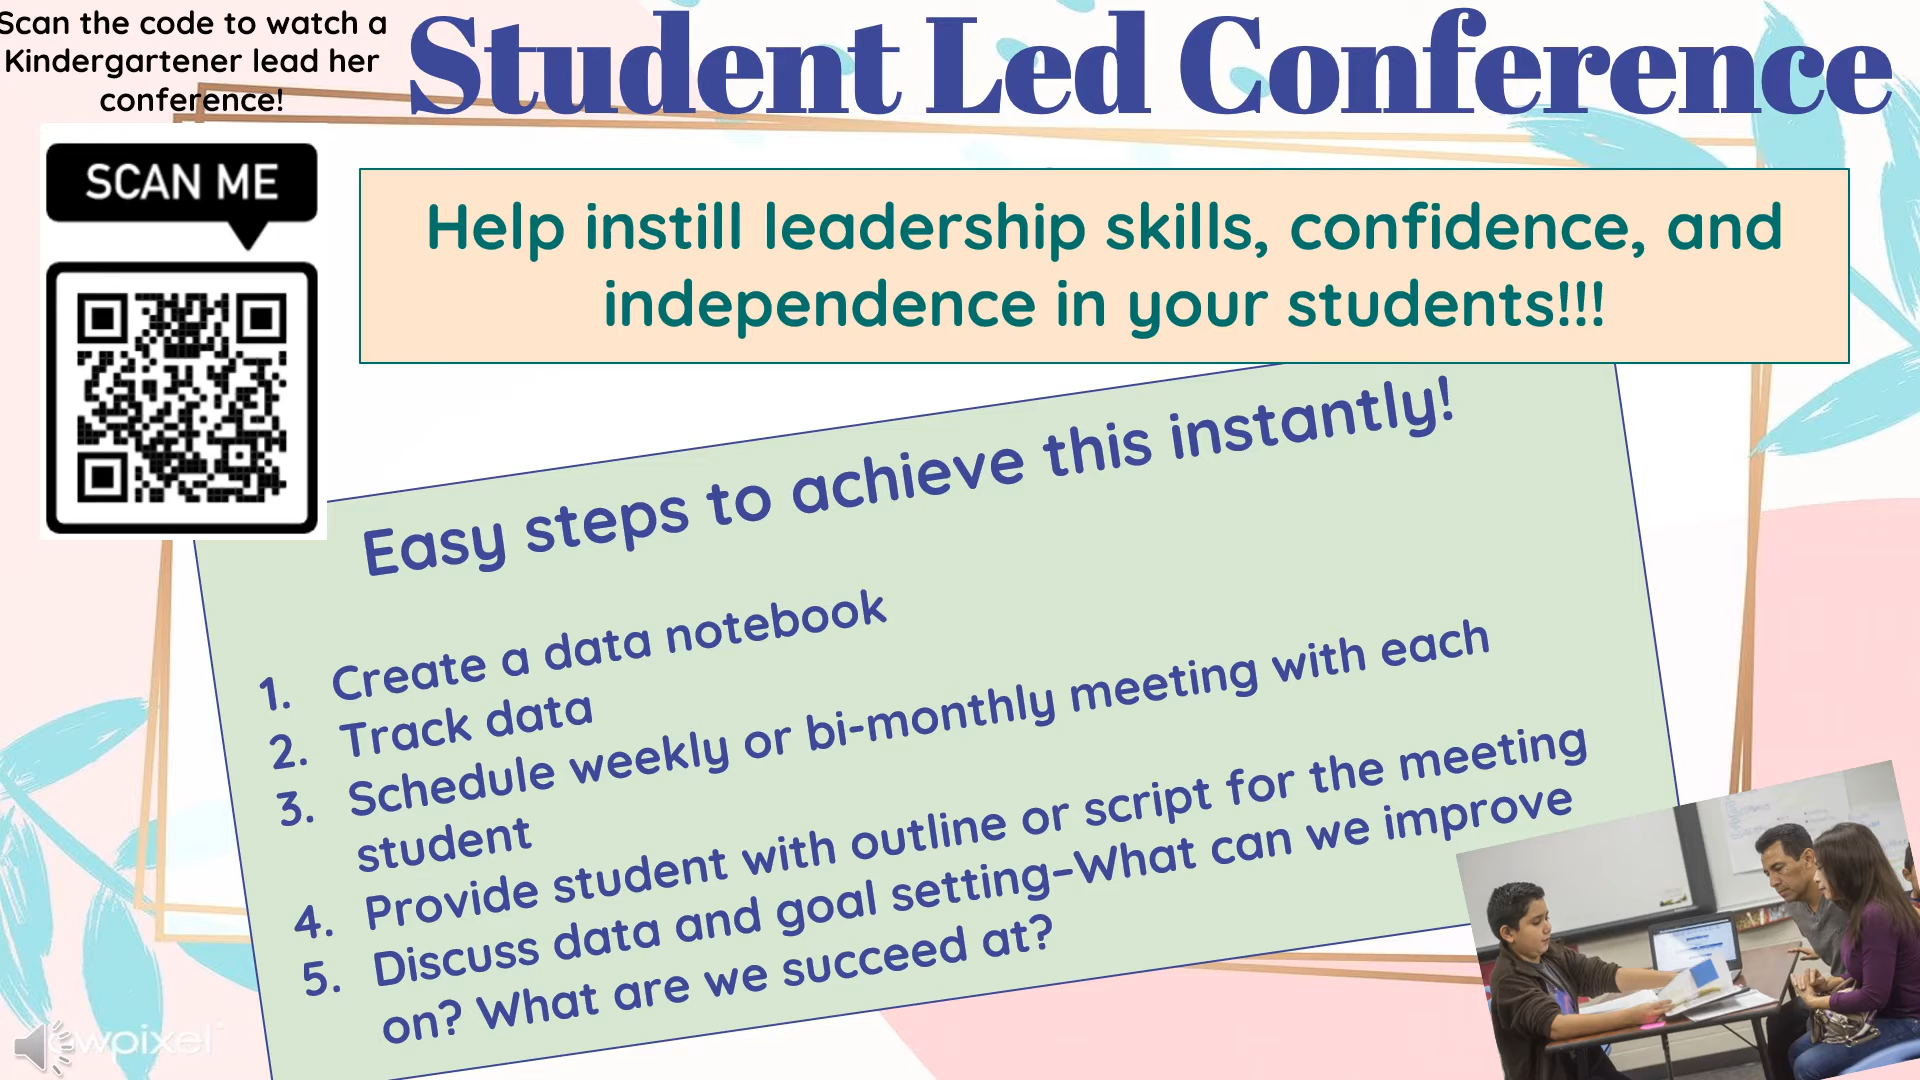 Scan the code to watch a
Kindergartener lead her
conference!
Student Led Conference
SCAN ME
Help instill leadership skills, confidence, and
independence in your students!!!
Easy steps to achieve this instantly!
1. Create a data notebook
2. Track data
3. Schedule weekly or bi-monthly meeting with each
student
4. Provide student with outline or script for the meeting
5. Discuss data and goal setting–What can we improve
on? What are we succeed at?